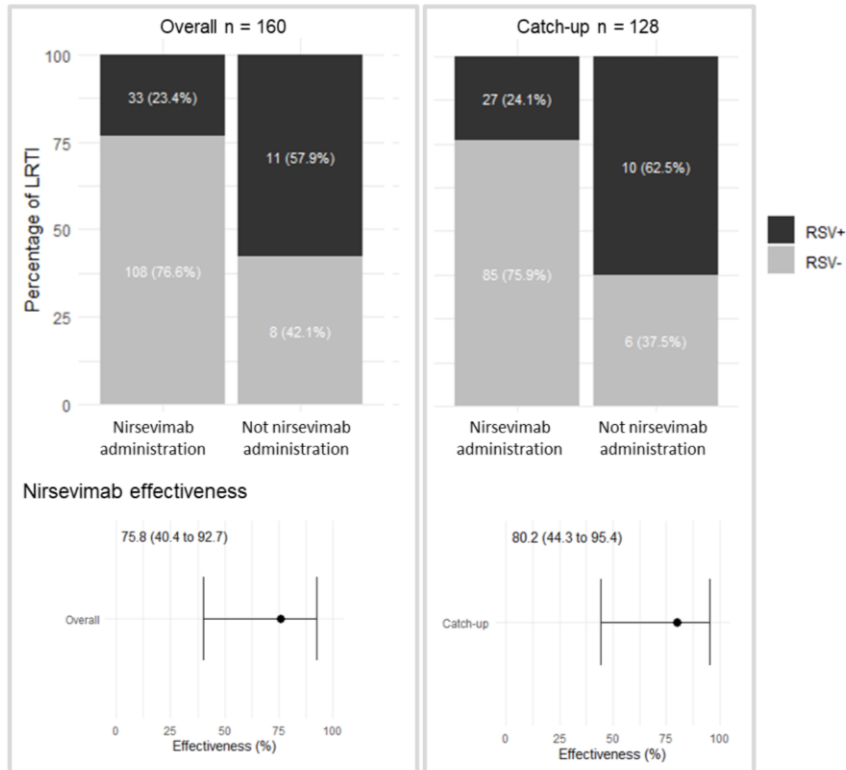 Overall n = 160
100
75
50
25
0
Percentage of LRTI
33 (23.4%)
11 (57.9%)
108 (76.6%)
8 (42.1%)
Nirsevimab
administration
Not nirsevimab
administration
Catch-up n = 128
27 (24.1%)
10 (62.5%)
85 (75.9%)
6 (37.5%)
Nirsevimab
administration
Not nirsevimab
administration
RSV+
RSV-
Nirsevimab effectiveness
75.8 (40.4 to 92.7)
Overall
0 25 50 75 100
Effectiveness (%)
80.2 (44.3 to 95.4)
Catch-up
0 25 50 75 100
Effectiveness (%)